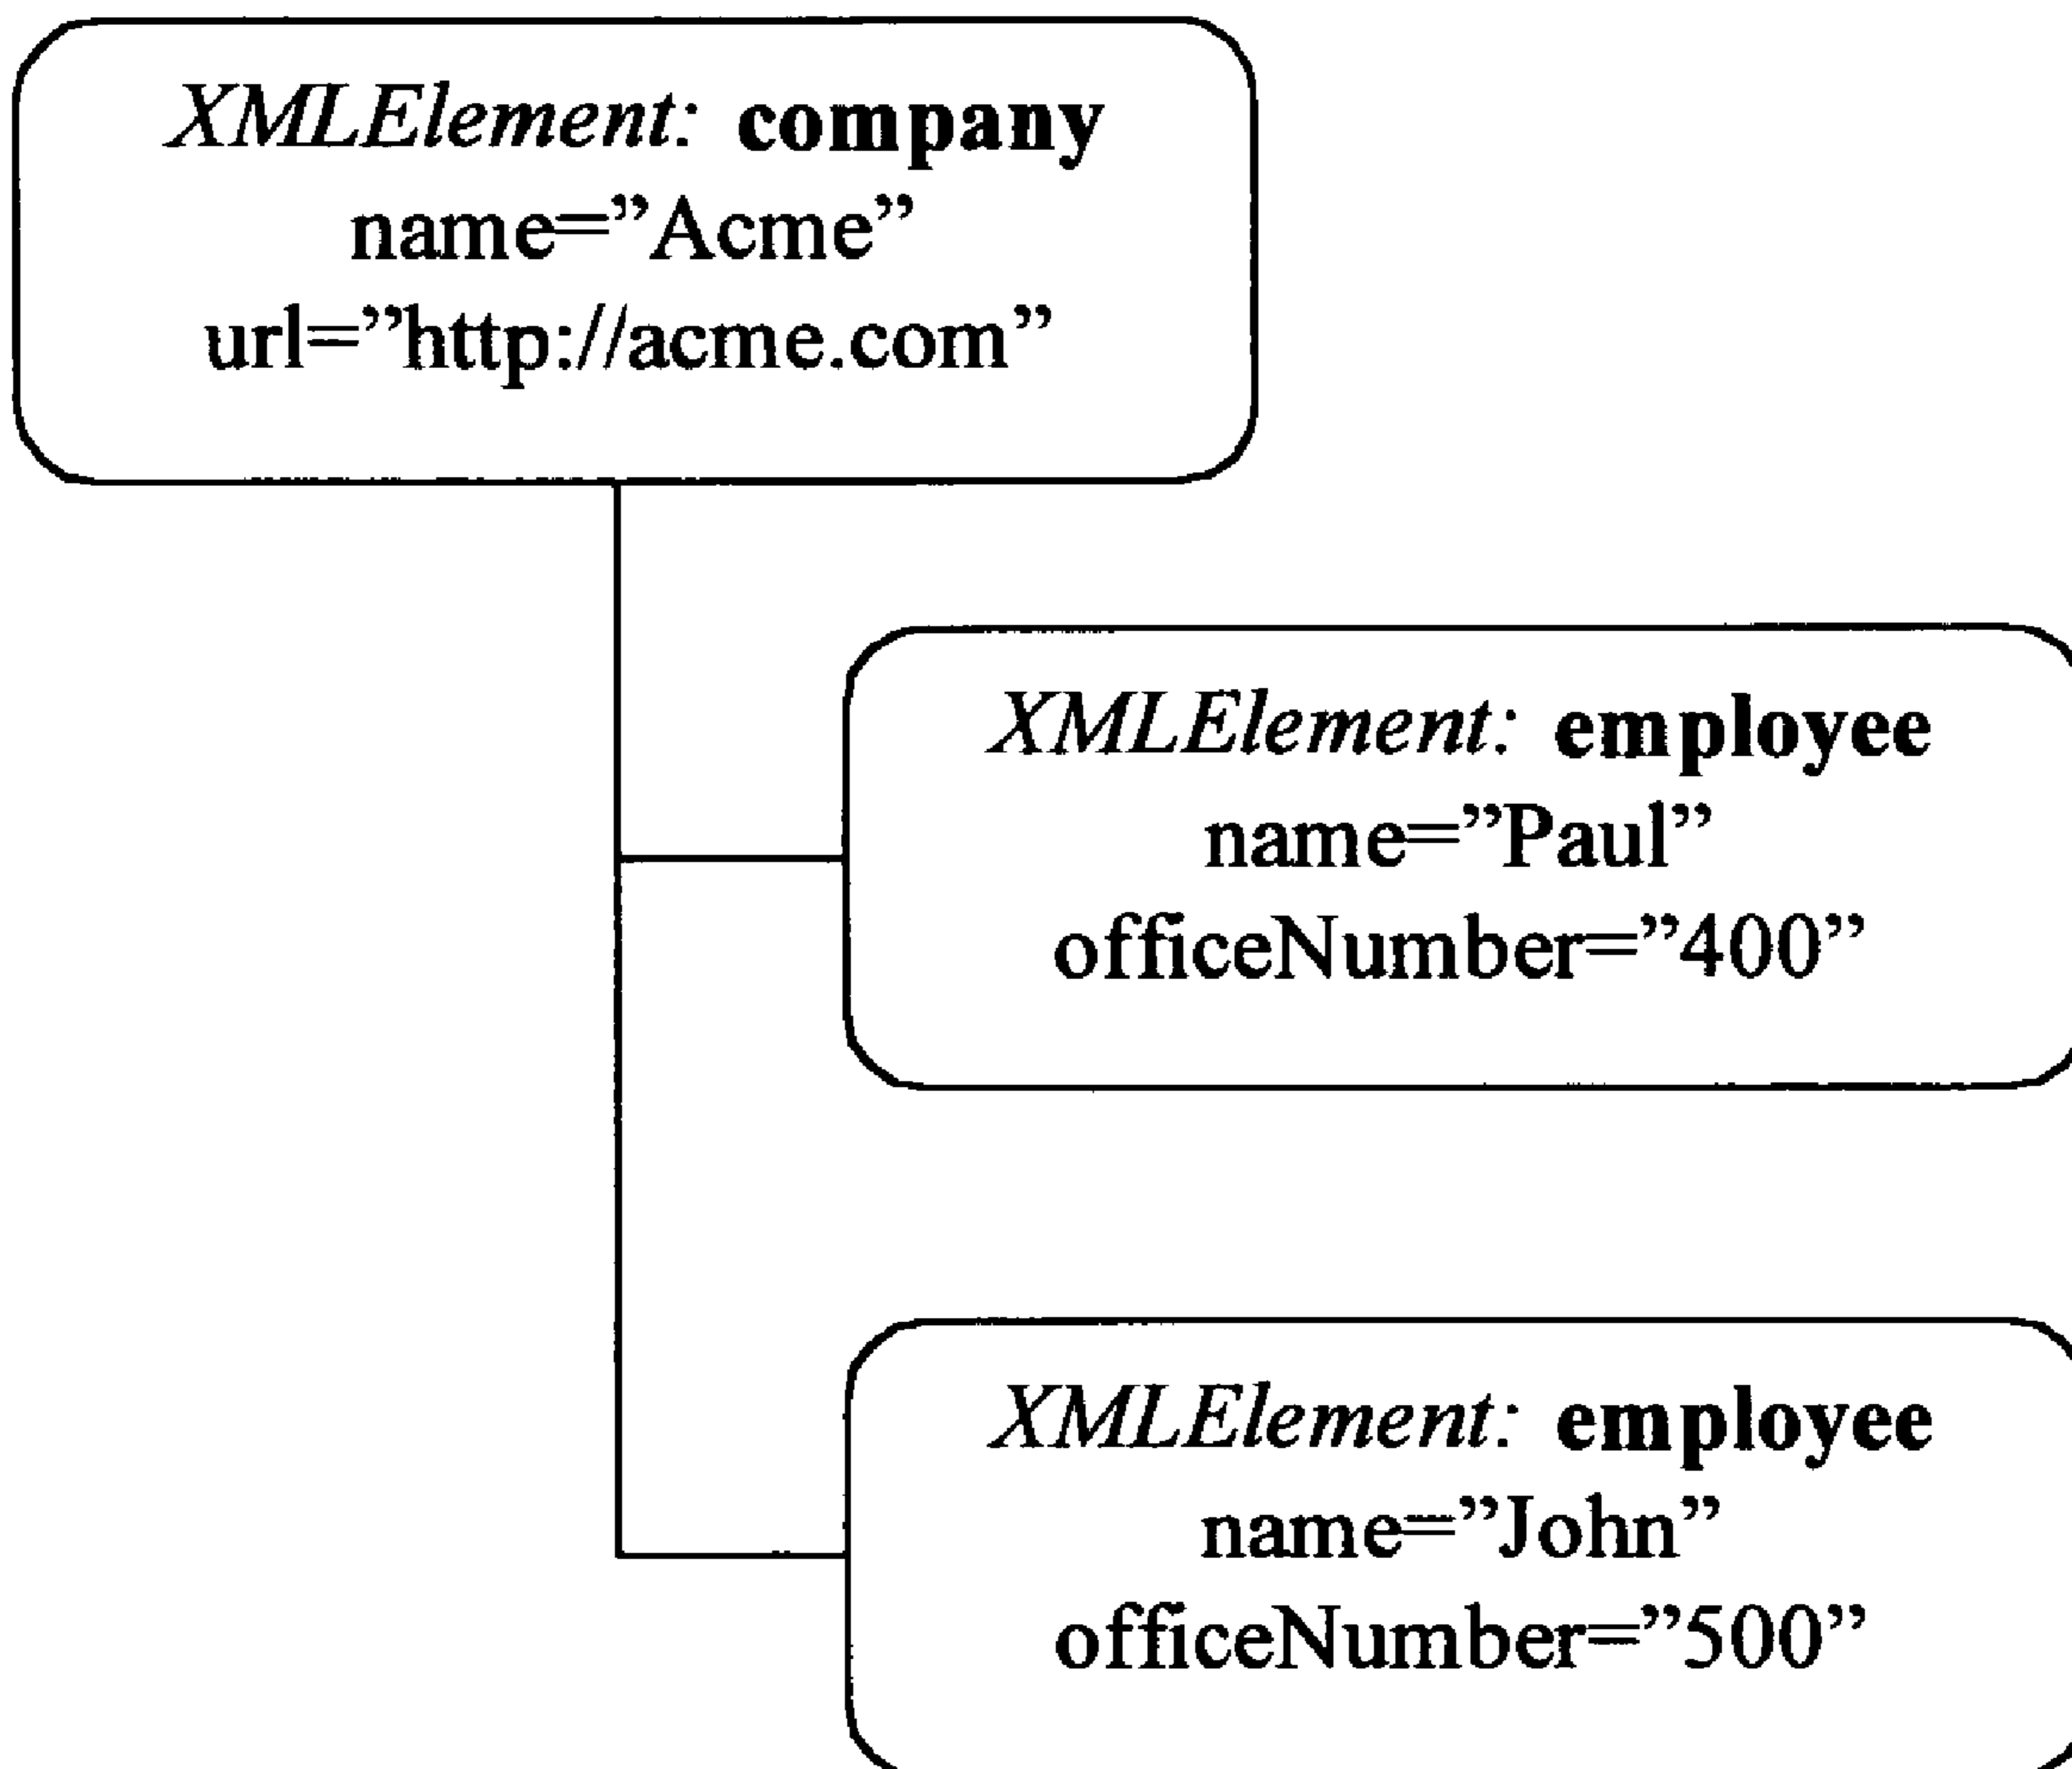 XMLElement: company
name=”Acme”
url=”http://acme.com”
XMLElement: employee
name=”Paul”
officeNumber=”400”
XMLElement: employee
name=”John”
officeNumber=”500”